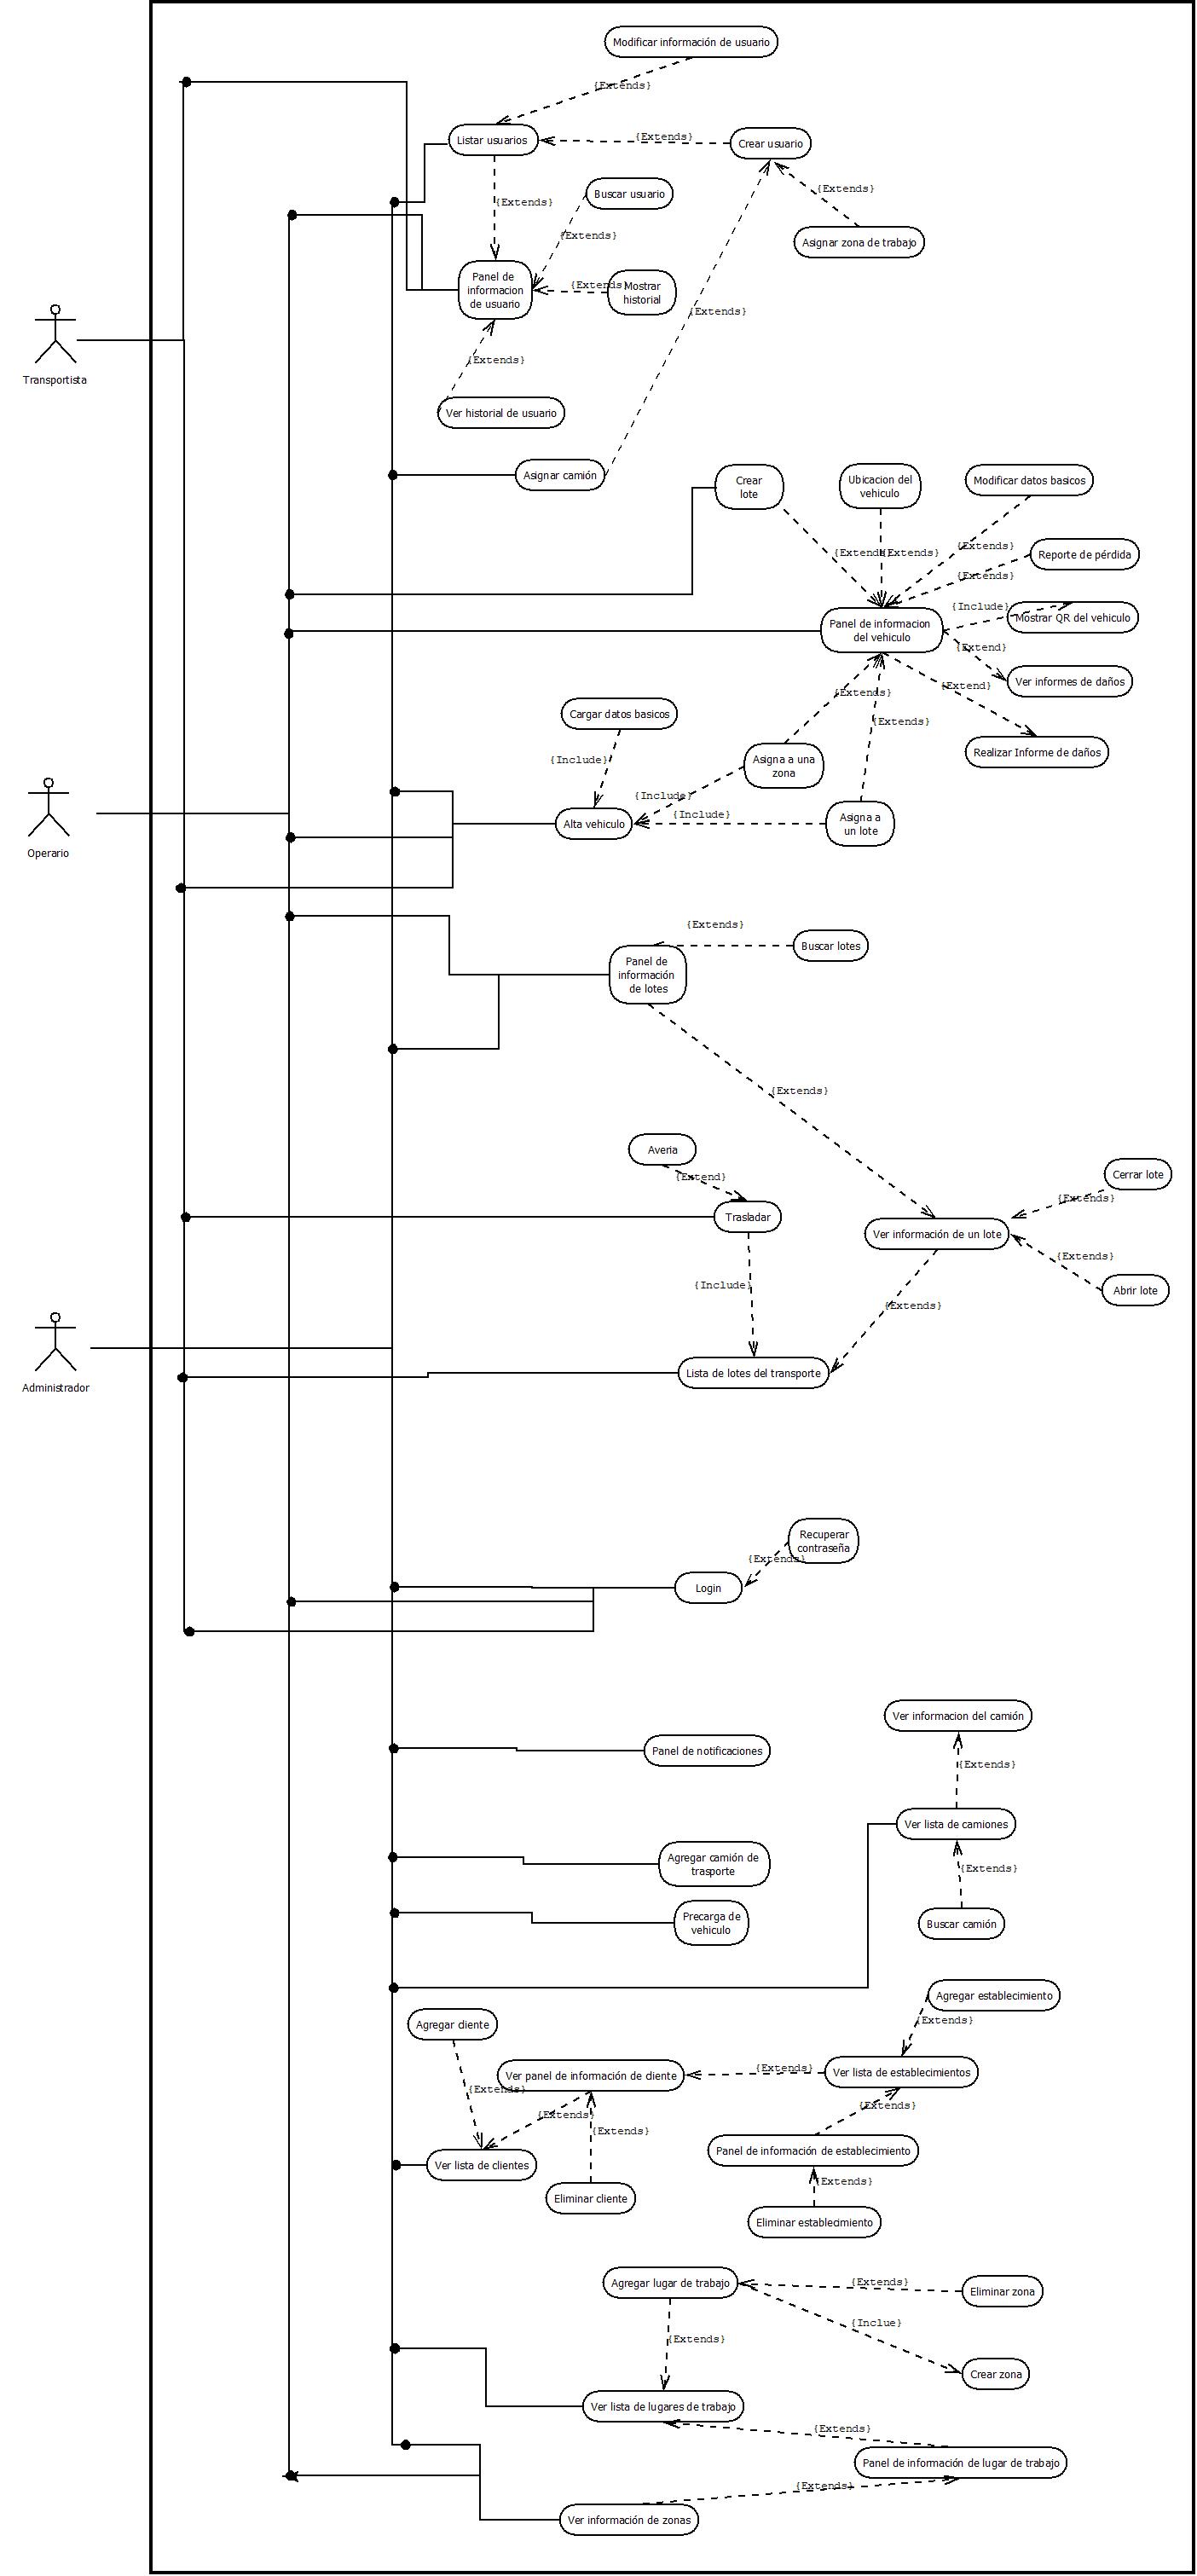 Modificar información de usuario
{Extends}
Listar usuarios
{Extends}
Crear usuario
{Extends}
Buscar usuario
{Extends}
{Extends}
Asignar zona de trabajo
Panel de
informacion
de usuario
{Extends}
Mostrar
historial
{Extends}
Transportista
{Extends}
Ver historial de usuario
Asignar camión
Crear
lote
Ubicacion del
vehiculo
Modificar datos basicos
{Extends}
{Extends}
{Extends}
Reporte de pérdida
{Extends}
{Include}
Mostrar QR del vehiculo
Panel de informacion
del vehiculo
{Extend}
Ver informes de daños
{Extends}
{Extend}
Cargar datos basicos
{Extends}
Realizar Informe de daños
{Include}
Asigna a una
zona
{Include}
{Include}
Alta vehiculo
Asigna a
un lote
Operario
{Extends}
Buscar lotes
Panel de
información
de lotes
{Extends}
Averia
{Extend}
Cerrar lote
{Extends}
Trasladar
Ver información de un lote
{Extends}
{Include}
Abrir lote
{Extends}
Lista de lotes del transporte
Administrador
Recuperar
contraseña
{Extends}
Login
Ver informacion del camión
Panel de notificaciones
{Extends}
Ver lista de camiones
Agregar camión de
trasporte
{Extends}
Precarga de
vehiculo
Buscar camión
Agregar establecimiento
Agregar cliente
{Extends}
Ver panel de información de cliente
{Extends}
Ver lista de establecimientos
{Extends}
{Extends}
{Extends}
{Extends}
Panel de información de establecimiento
Ver lista de clientes
{Extends}
Eliminar cliente
Eliminar establecimiento
Agregar lugar de trabajo
{Extends}
Eliminar zona
{Inclue}
{Extends}
Crear zona
Ver lista de lugares de trabajo
{Extends}
Panel de información de lugar de trabajo
{Extends}
Ver información de zonas